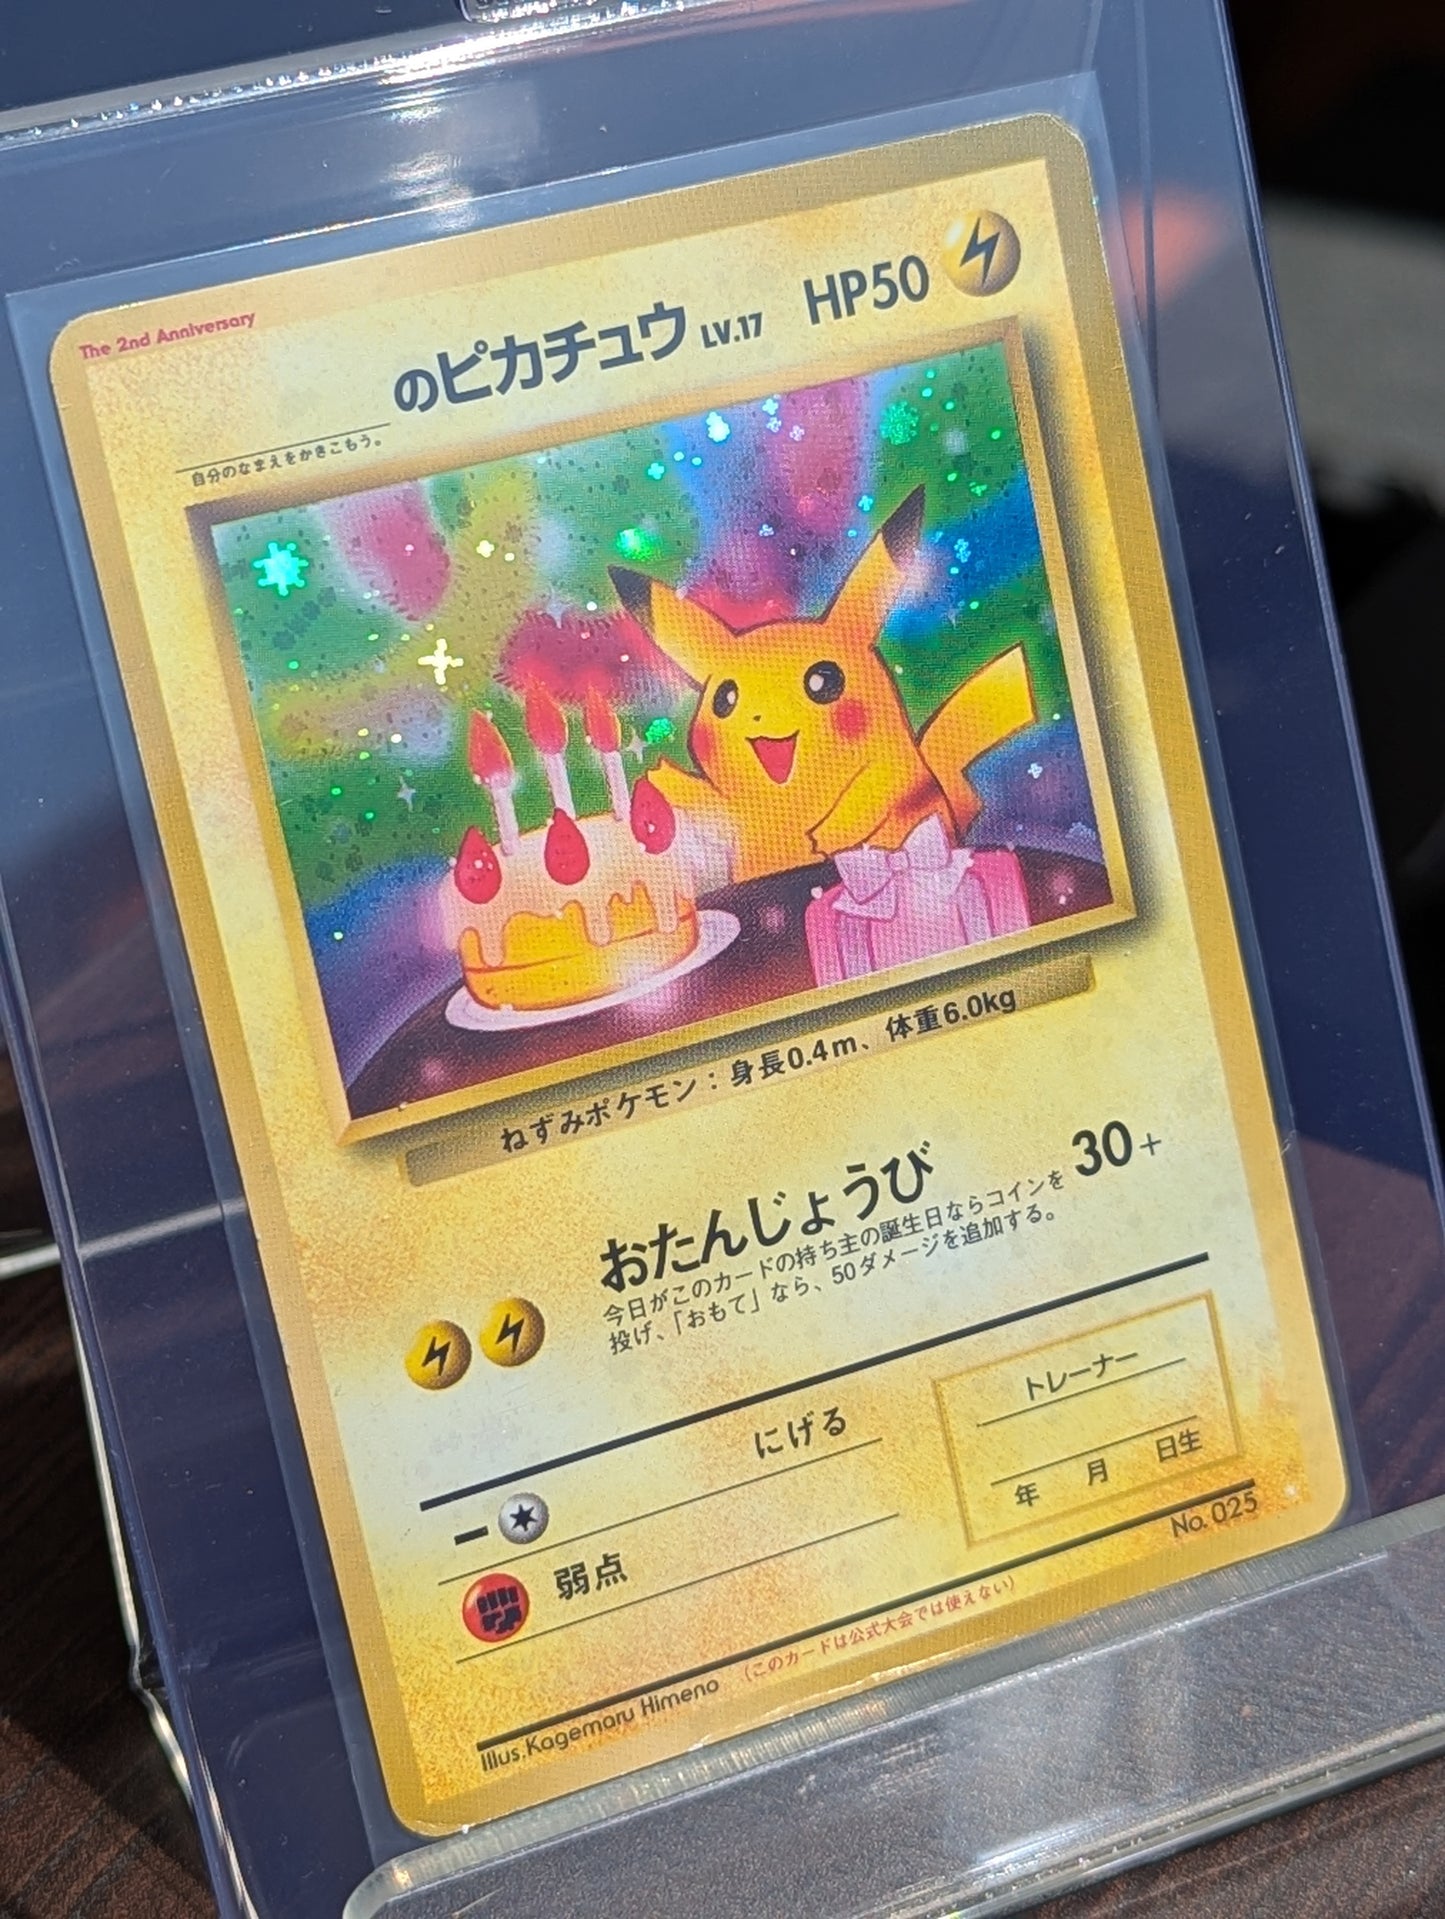 The 2nd Anniversary
のピカチュウ LV.17 HP50
自分のなまえをかきこもう。
ねずみポケモン：身長0.4m、体重6.0kg
おたんじょうび 30+
今日がこのカードの持ち主の誕生日ならコインを
投げ、「おもて」なら、50ダメージを追加する。
にげる
弱点
トレーナー
年 月 日生
No. 025
Illus. Kagemaru Himeno （このカードは公式大会では使えない）